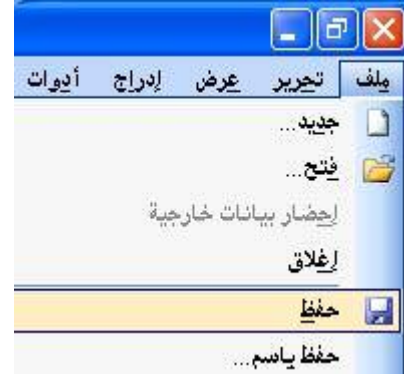 ملف تحرير عرض إدراج أدوات
جديد...
فتح...
إحضار بيانات خارجية
إغلاق
حفظ
حفظ باسم...